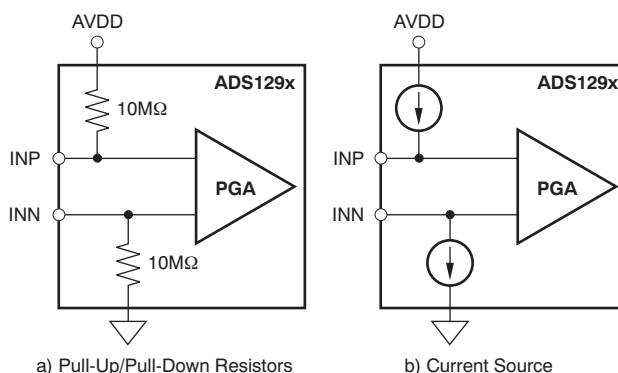 AVDD
ADS129x
10MΩ
INP
PGA
INN
10MΩ
a) Pull-Up/Pull-Down Resistors
AVDD
ADS129x
INP
PGA
INN
b) Current Source